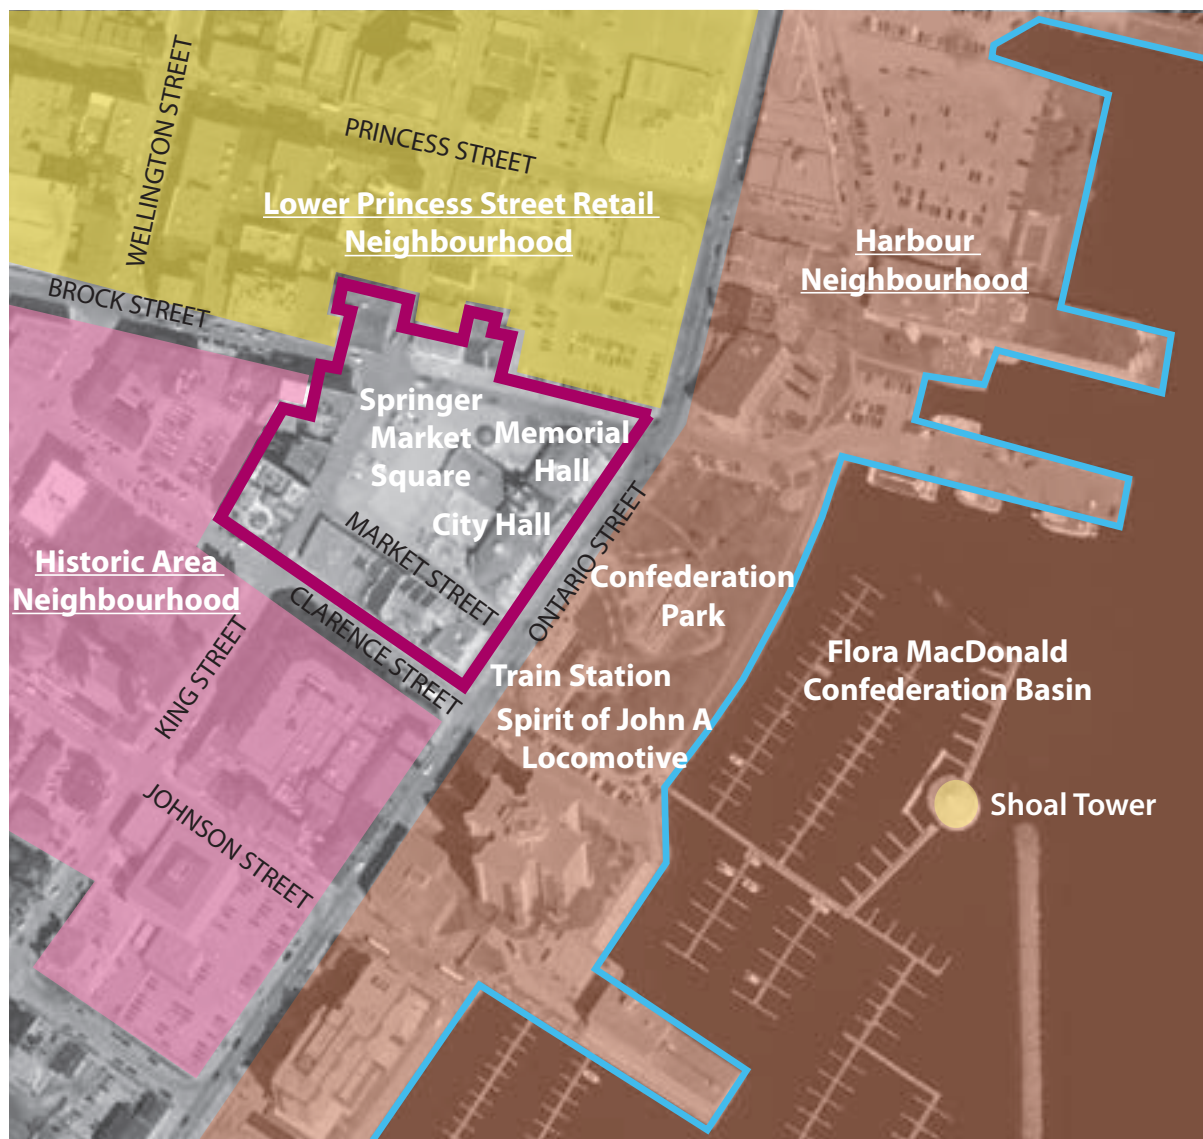 WELLINGTON STREET
PRINCESS STREET
Lower Princess Street Retail
Neighbourhood
Harbour
Neighbourhood
BROCK STREET
Springer
Market
Square
Memorial
Hall
City Hall
MARKET STREET
ONTARIO STREET
Historic Area
Neighbourhood
CLARENCE STREET
Confederation
Park
KING STREET
Train Station
Spirit of John A
Locomotive
Flora MacDonald
Confederation Basin
Shoal Tower
JOHNSON STREET